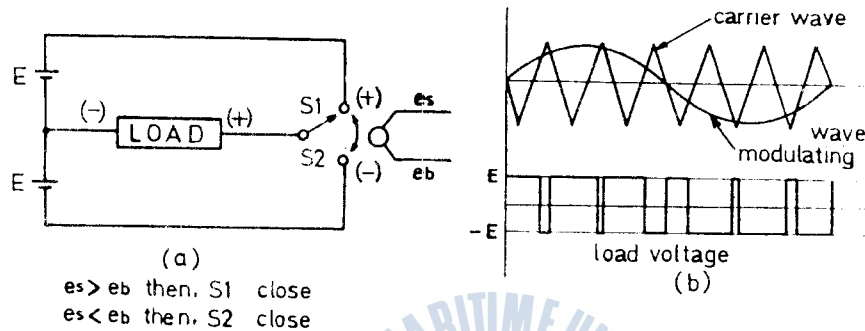 E
(-)
LOAD
(+)
S1
(+)
es
S2
(-)
eb
E
(a)
es > eb then, S1 close
es < eb then, S2 close
carrier wave
wave
modulating
E
-E
load voltage
(b)
MARITIME U